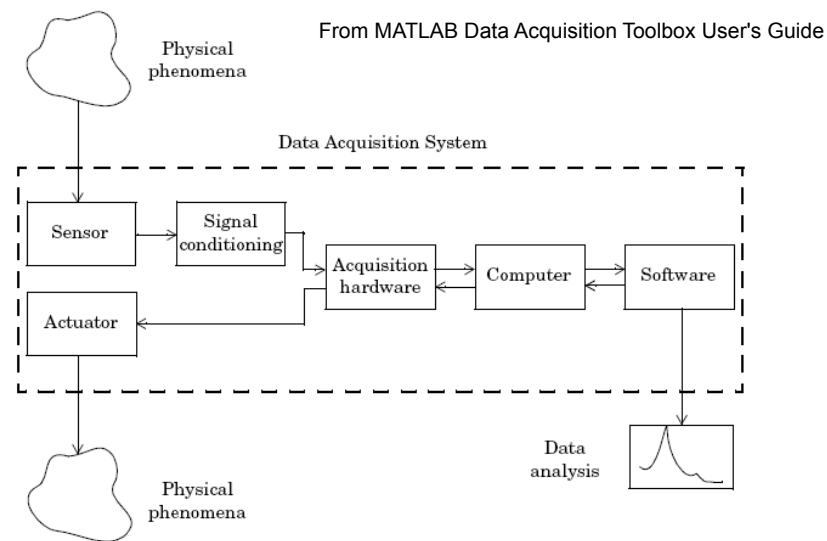 From MATLAB Data Acquisition Toolbox User's Guide
Physical
phenomena
Data Acquisition System
Sensor
Signal
conditioning
Acquisition
hardware
Computer
Software
Actuator
Data
analysis
Physical
phenomena